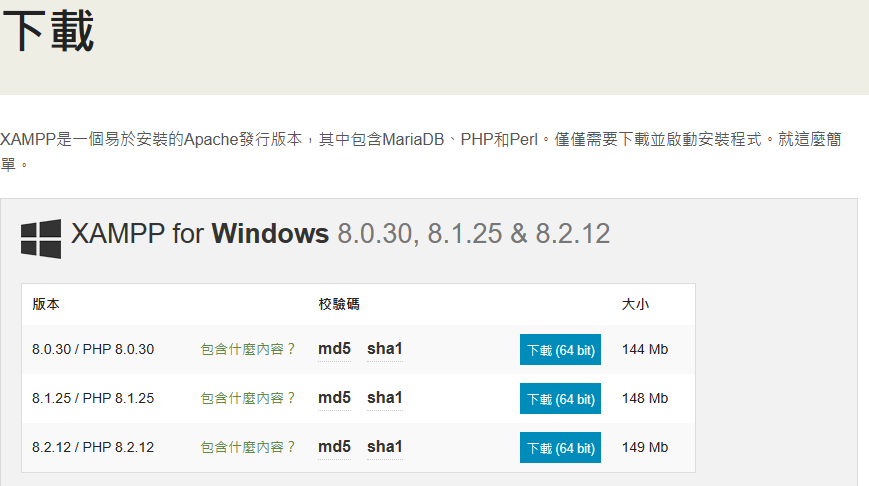 下載
XAMPP是一個易於安裝的Apache發行版本，其中包含MariaDB、PHP和Perl。僅僅需要下載並啟動安裝程式。就這麼簡
單。
XAMPP for Windows 8.0.30, 8.1.25 & 8.2.12
版本 校驗碼 大小
8.0.30 / PHP 8.0.30 包含什麼內容？ md5 sha1 下載 (64 bit) 144 Mb
8.1.25 / PHP 8.1.25 包含什麼內容？ md5 sha1 下載 (64 bit) 148 Mb
8.2.12 / PHP 8.2.12 包含什麼內容？ md5 sha1 下載 (64 bit) 149 Mb